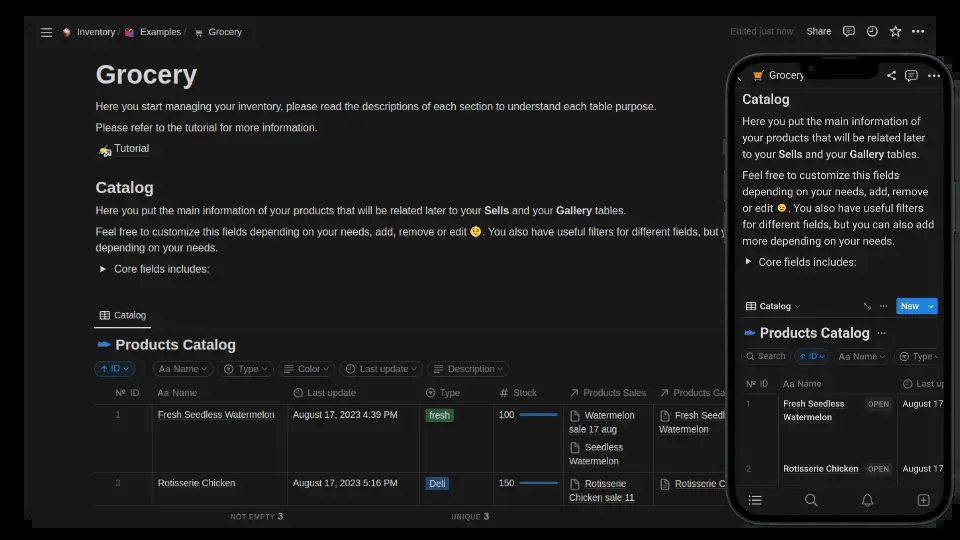 Inventory / Examples / Grocery
Edited just now Share
Grocery
Here you start managing your inventory, please read the descriptions of each section to understand each table purpose.
Please refer to the tutorial for more information.
Tutorial
Catalog
Here you put the main information of your products that will be related later to your Sells and your Gallery tables.
Feel free to customize this fields depending on your needs, add, remove or edit 😉. You also have useful filters for different fields, but
depending on your needs.
Core fields includes:
Catalog
Products Catalog
ID Aa Name Type Color Last update Description
Nº ID Aa Name Last update Type # Stock Products Sales Products Ga
1 Fresh Seedless Watermelon August 17, 2023 4:39 PM fresh 100 Watermelon Fresh Seedl
sale 17 aug Watermelon
Seedless
Watermelon
2 Rotisserie Chicken August 17, 2023 5:16 PM Deli 150 Rotisserie Rotisserie C
Chicken sale 11
NOT EMPTY 3 UNIQUE 3
Grocery
Catalog
Here you put the main information of
your products that will be related later
to your Sells and your Gallery tables.
Feel free to customize this fields
depending on your needs, add, remove
or edit 😉. You also have useful filters
for different fields, but you can also add
more depending on your needs.
Core fields includes:
Catalog New
Products Catalog
Search ID Aa Name Type
Nº ID Aa Name Last up
1 Fresh Seedless OPEN August 17
Watermelon
2 Rotisserie Chicken OPEN August 17